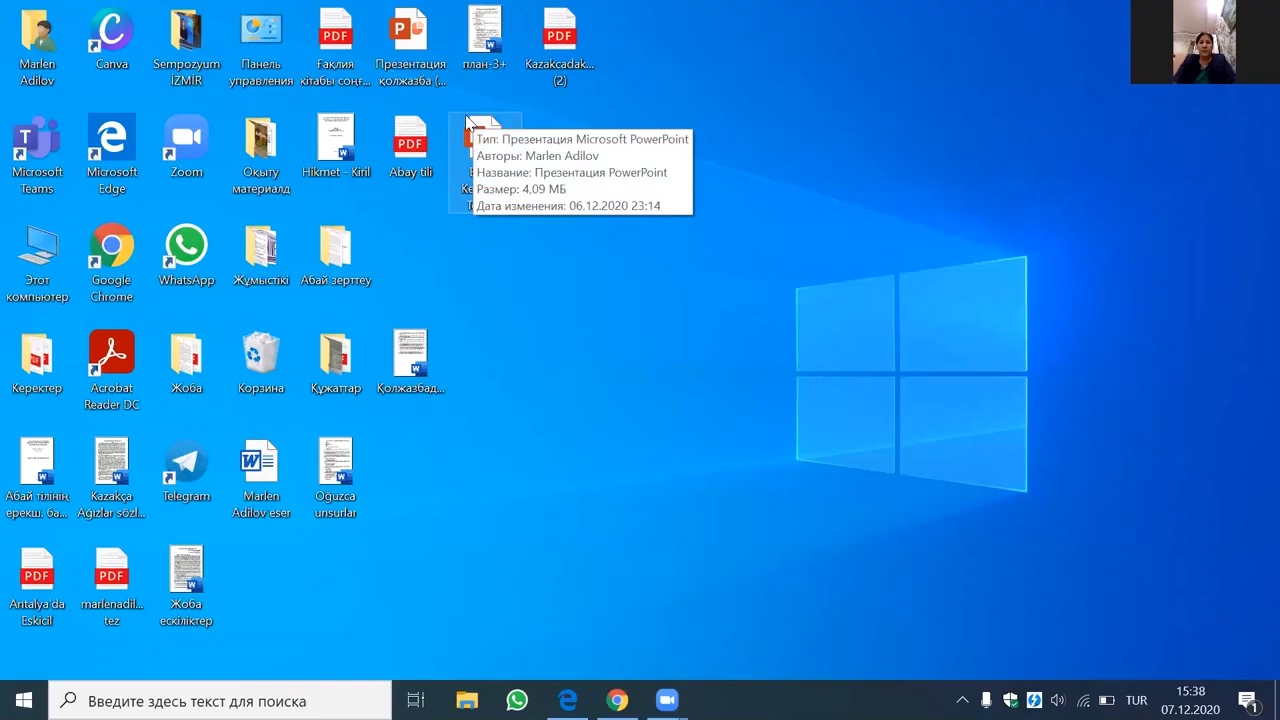 Marlen
Adilov
Canva
Sempozyum
İZMİR
Панель
управления
PDF
Ғақлия
кітабы соңғ...
Презентация
қолжазба (...
план-3+
PDF
Kazakcadak...
(2)
Microsoft
Teams
Microsoft
Edge
Zoom
Оқыту
материалд
Hikmet - Kiril
PDF
Abay tili
Тип: Презентация Microsoft PowerPoint
Авторы: Marlen Adilov
Название: Презентация PowerPoint
Размер: 4,09 МБ
Дата изменения: 06.12.2020 23:14
Этот
компьютер
Google
Chrome
WhatsApp
Жұмыстікі
Абай зерттеу
Керектер
Acrobat
Reader DC
Жоба
Корзина
Құжаттар
Қолжазбад...
Абай тілінің
ерекш. ба...
Kazakça
Ağızlar sözl...
Telegram
Marlen
Adilov eser
Oğuzca
unsurlar
PDF
Antalya'da
Eskicil
PDF
marlenadil...
tez
Жоба
ескіліктер
Введите здесь текст для поиска
TUR
15:38
07.12.2020
1